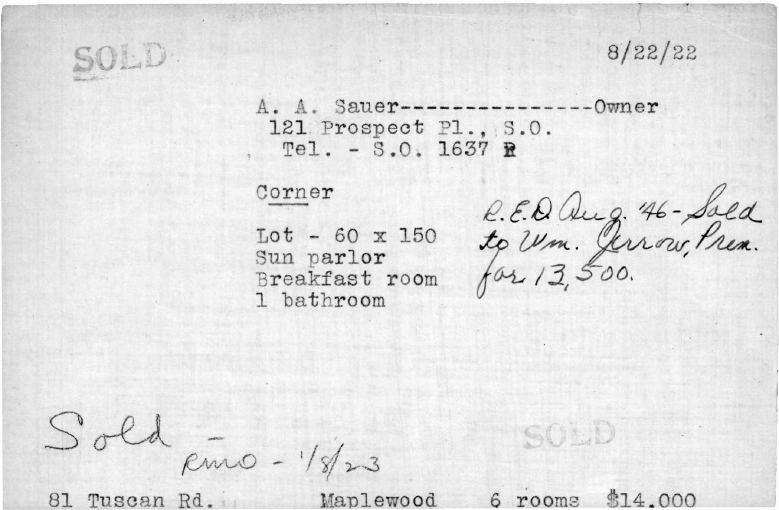 SOLD
8/22/22
A. A. Sauer----------------Owner
121 Prospect Pl., S.O.
Tel. - S.O. 1637 R
Corner
Lot - 60 x 150
Sun parlor
Breakfast room
1 bathroom
R.E.D. Aug. '46 - Sold
to Wm. Jerrow, Prem.
for 13,500.
Sold
SOLD
RMO - 1/8/23
81 Tuscan Rd. Maplewood 6 rooms $14,000